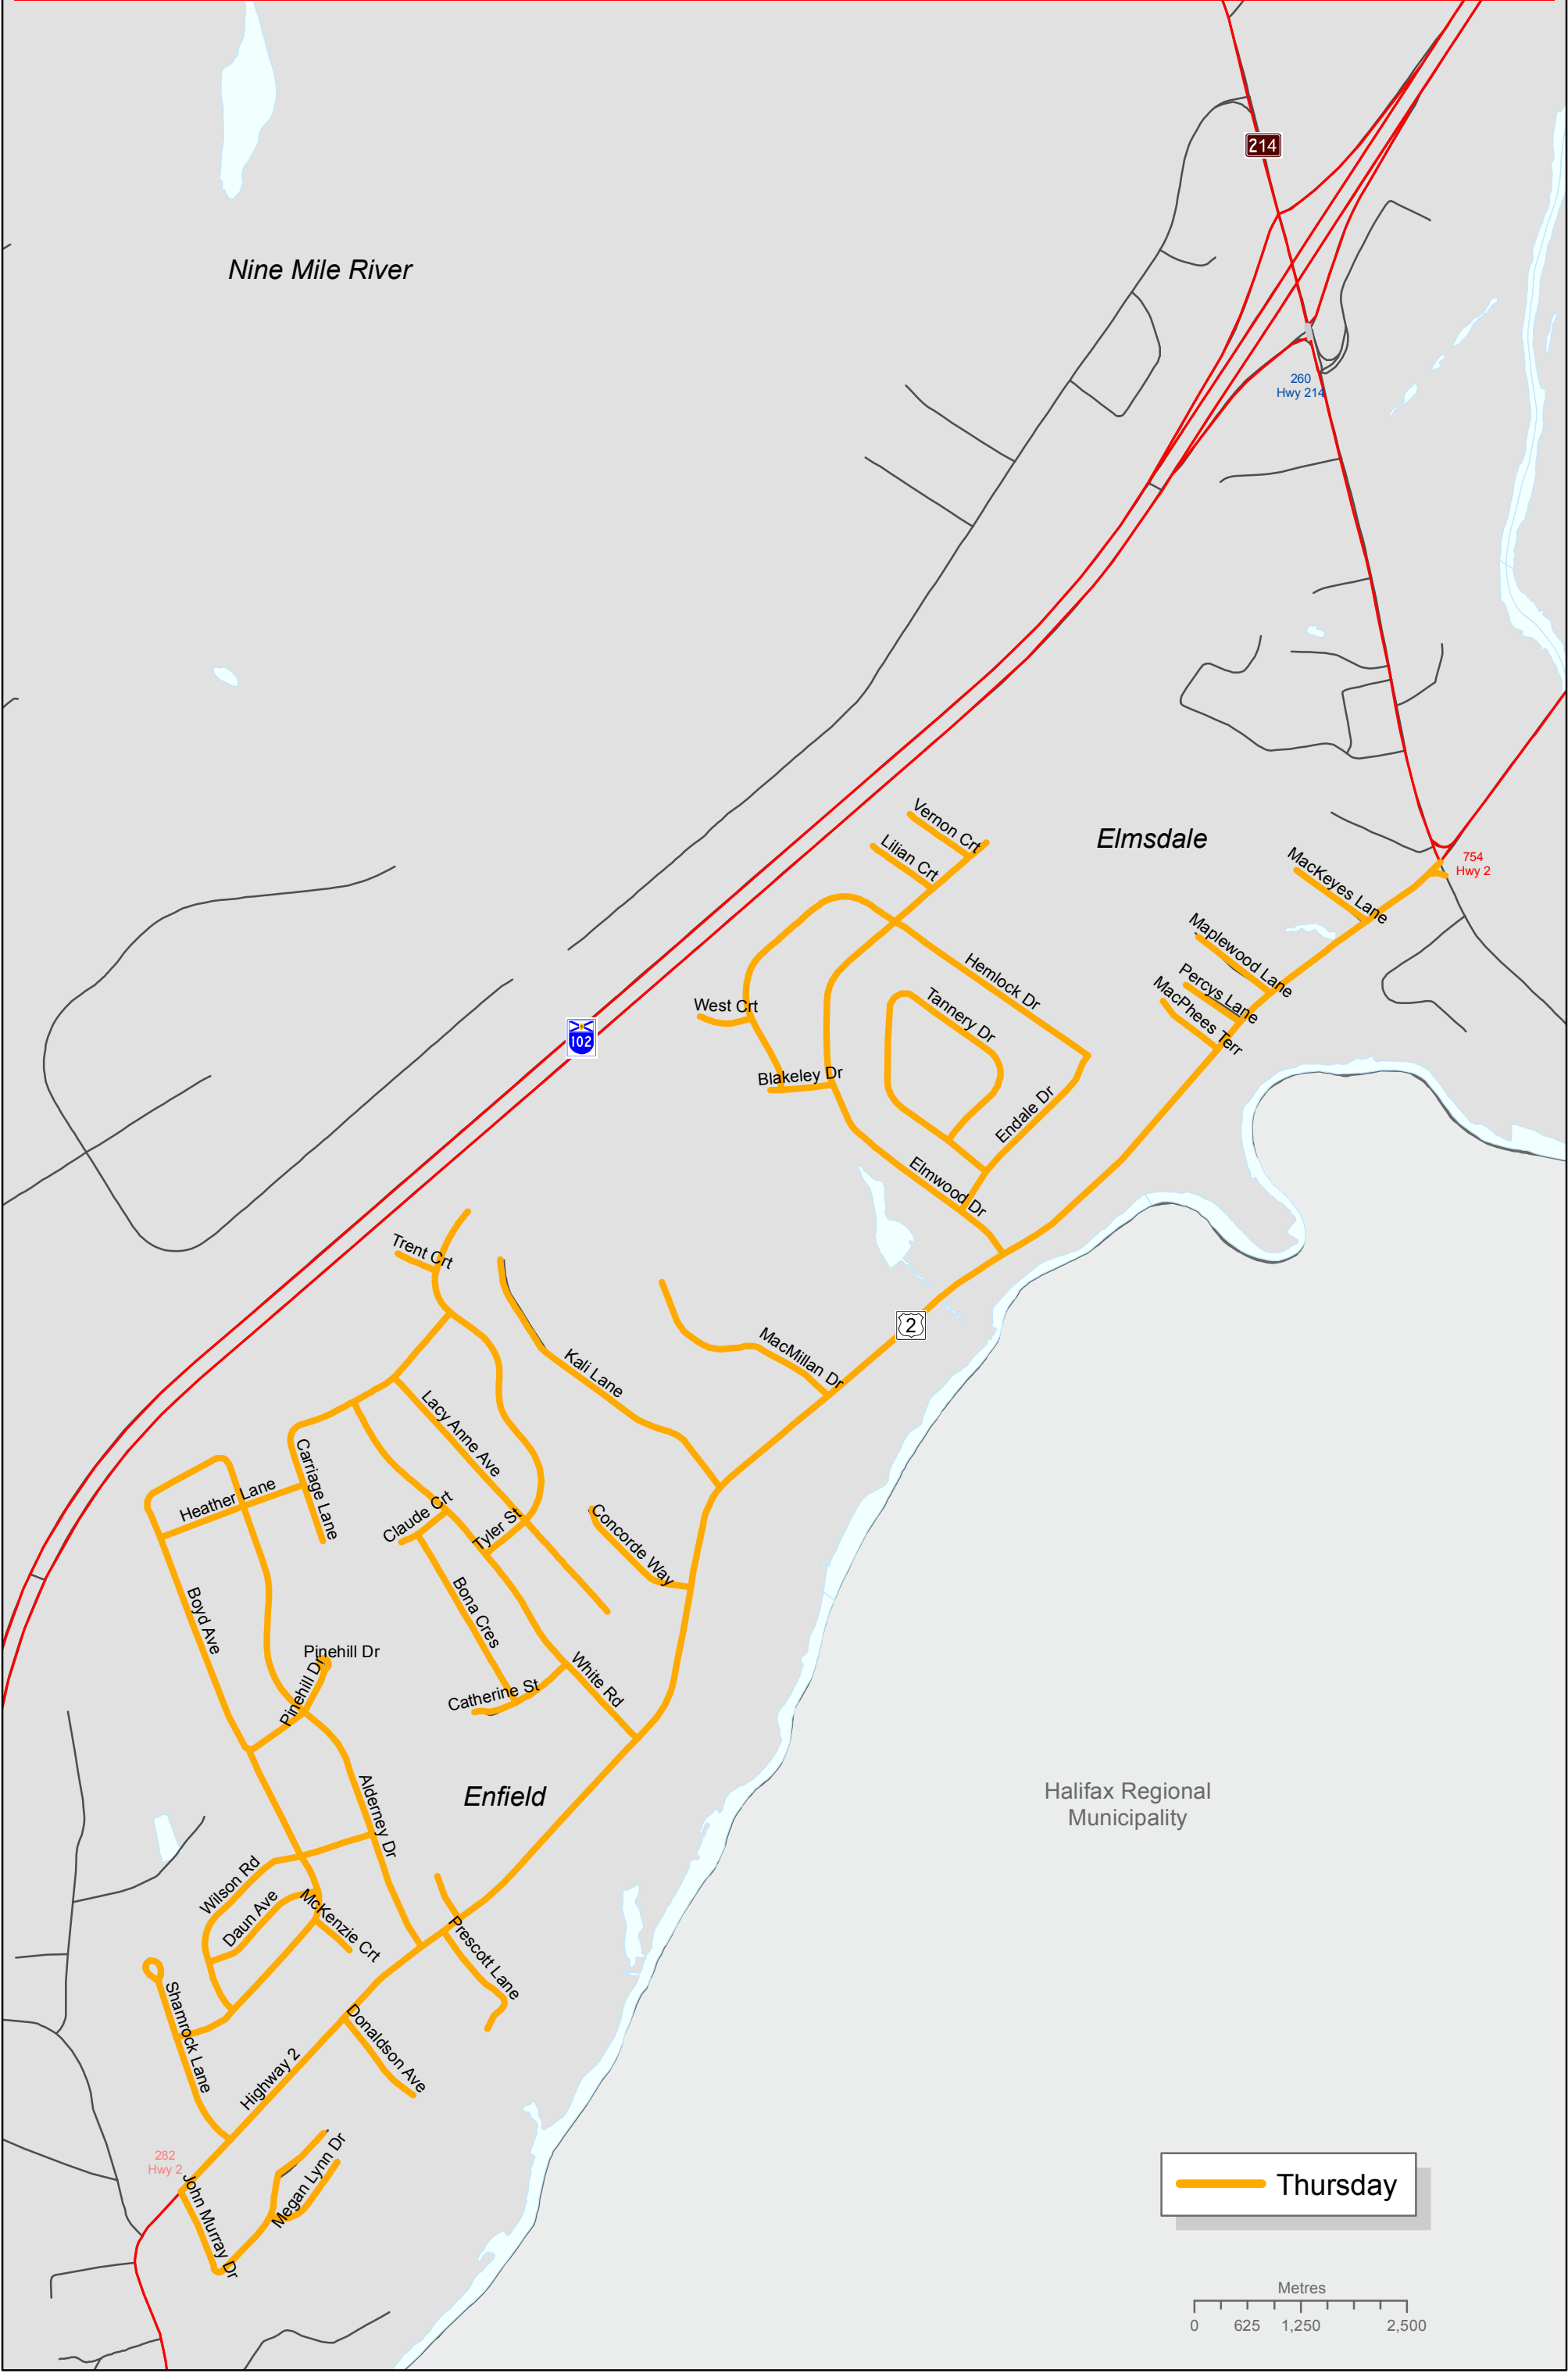 214
Nine Mile River
260
Hwy 214
Vernon Crt
Elmsdale
Lilian Crt
MacKeyes Lane
754
Hwy 2
Maplewood Lane
Hemlock Dr
Percys Lane
Tannery Dr
MacPhees Terr
West Crt
102
Blakeley Dr
Endale Dr
Elmwood Dr
Trent Crt
2
MacMillan Dr
Kali Lane
Lacy Anne Ave
Carriage Lane
Heather Lane
Claude Crt
Tyler St
Concorde Way
Bona Cres
Boyd Ave
Pinehill Dr
Pinehill Dr
White Rd
Catherine St
Enfield
Halifax Regional
Municipality
Alderney Dr
Wilson Rd
Daun Ave
McKenzie Crt
Prescott Lane
Shamrock Lane
Donaldson Ave
Highway 2
282
Hwy 2
Megan Lynn Dr
John Murray Dr
Thursday
Metres
0 625 1,250 2,500